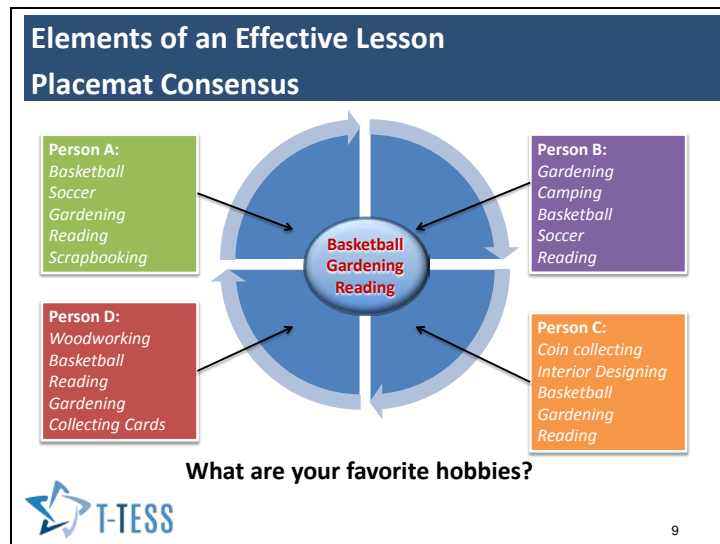 Elements of an Effective Lesson
Placemat Consensus
Person A:
Basketball
Soccer
Gardening
Reading
Scrapbooking
Person B:
Gardening
Camping
Basketball
Soccer
Reading
Basketball
Gardening
Reading
Person D:
Woodworking
Basketball
Reading
Gardening
Collecting Cards
Person C:
Coin collecting
Interior Designing
Basketball
Gardening
Reading
What are your favorite hobbies?
T-TESS
9